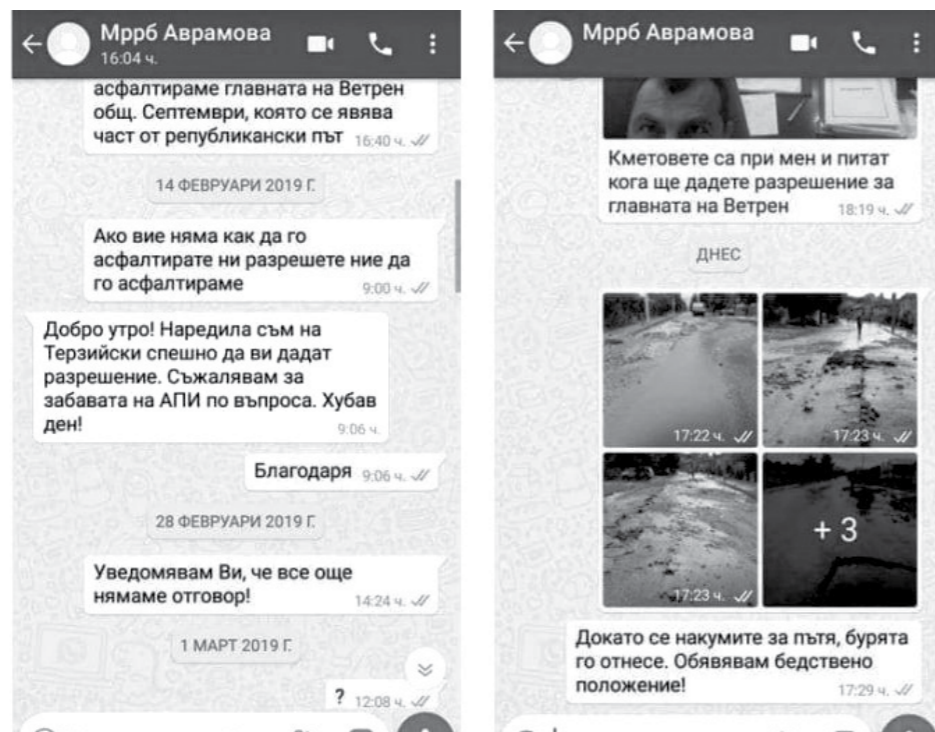 Мррб Аврамова
16:04 ч.
асфалтираме главната на Ветрен
общ. Септември, която се явява
част от републикански път 16:40 ч.
14 ФЕВРУАРИ 2019 Г.
Ако вие няма как да го
асфалтирате ни разрешете ние да
го асфалтираме 9:00 ч.
Добро утро! Наредила съм на
Терзийски спешно да ви дадат
разрешение. Съжалявам за
забавата на АПИ по въпроса. Хубав
ден! 9:06 ч.
Благодаря 9:06 ч.
28 ФЕВРУАРИ 2019 Г.
Уведомявам Ви, че все още
нямаме отговор! 14:24 ч.
1 МАРТ 2019 Г.
? 12:08 ч.
Мррб Аврамова
Кметовете са при мен и питат
кога ще дадете разрешение за
главната на Ветрен 18:19 ч.
ДНЕС
17:22 ч. 17:23 ч.
17:23 ч. + 3
Докато се накумите за пътя, бурята
го отнесе. Обявявам бедствено
положение! 17:29 ч.